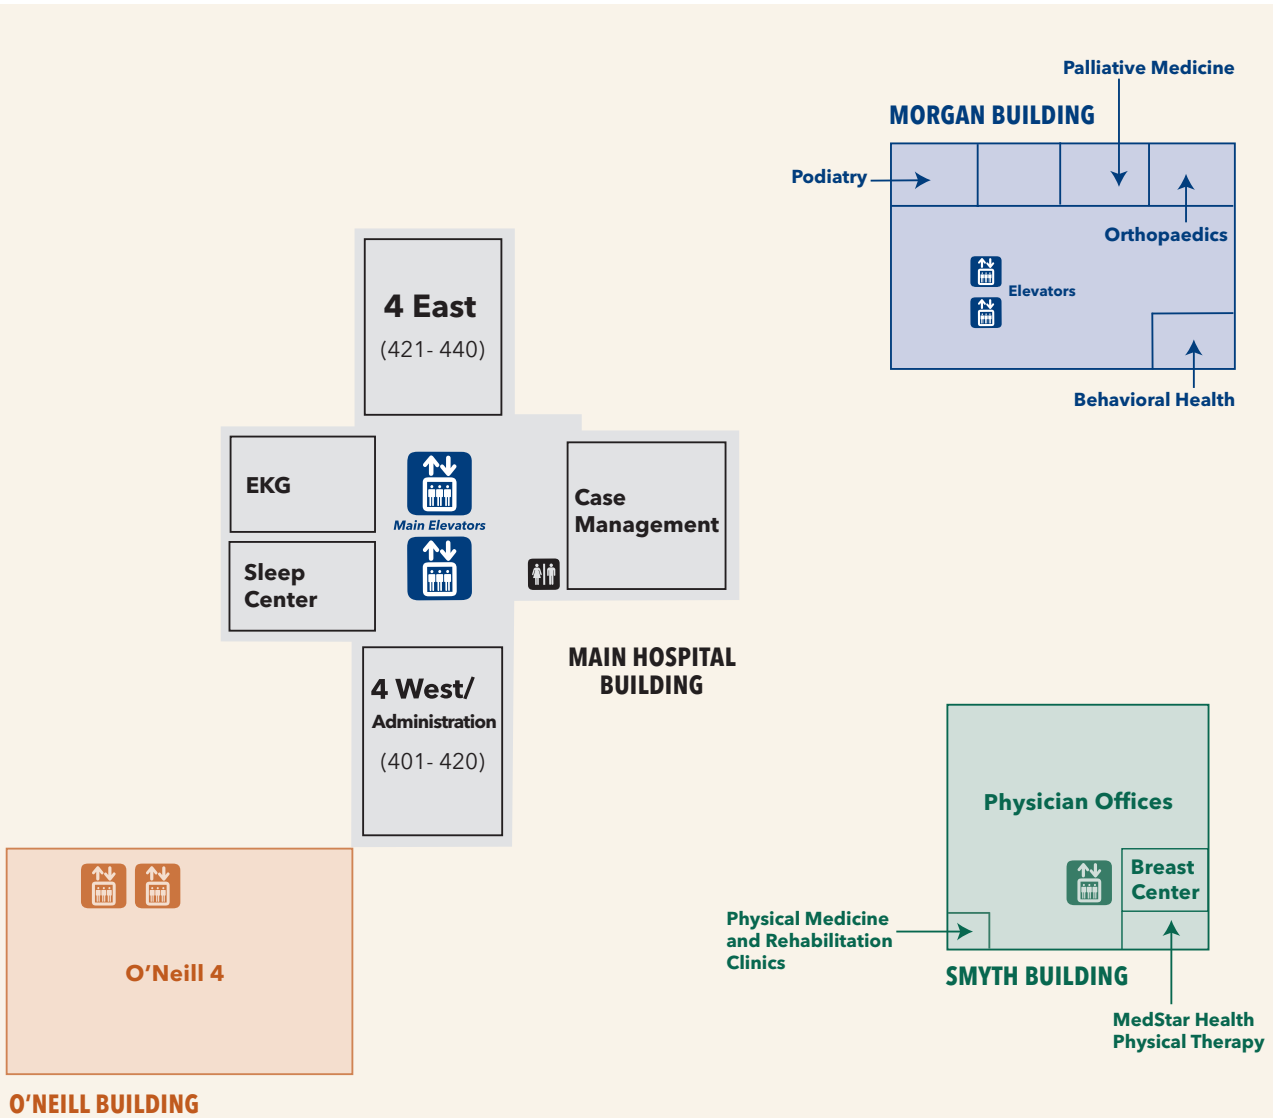 Palliative Medicine
MORGAN BUILDING
Podiatry
Orthopaedics
Elevators
Behavioral Health
4 East
(421- 440)
EKG
Main Elevators
Case
Management
Sleep
Center
MAIN HOSPITAL
BUILDING
4 West/
Administration
(401- 420)
Physician Offices
Breast
Center
Physical Medicine
and Rehabilitation
Clinics
SMYTH BUILDING
MedStar Health
Physical Therapy
O’Neill 4
O’NEILL BUILDING